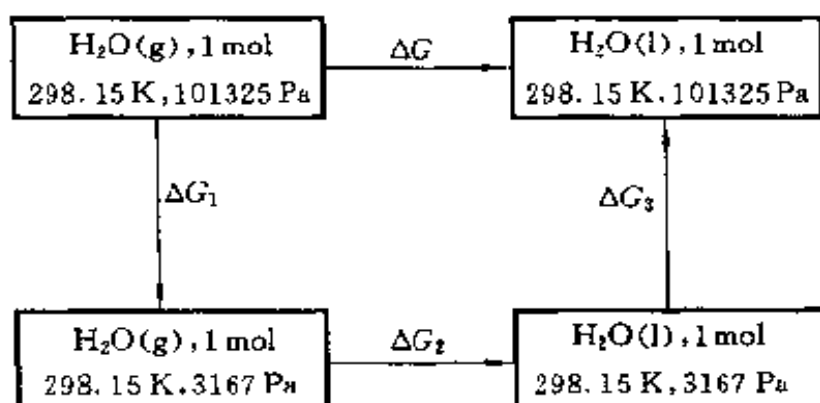 H₂O(g), 1 mol
298.15 K, 101325 Pa
ΔG
H₂O(l), 1 mol
298.15 K, 101325 Pa
ΔG₁
ΔG₃
H₂O(g), 1 mol
298.15 K, 3167 Pa
ΔG₂
H₂O(l), 1 mol
298.15 K, 3167 Pa